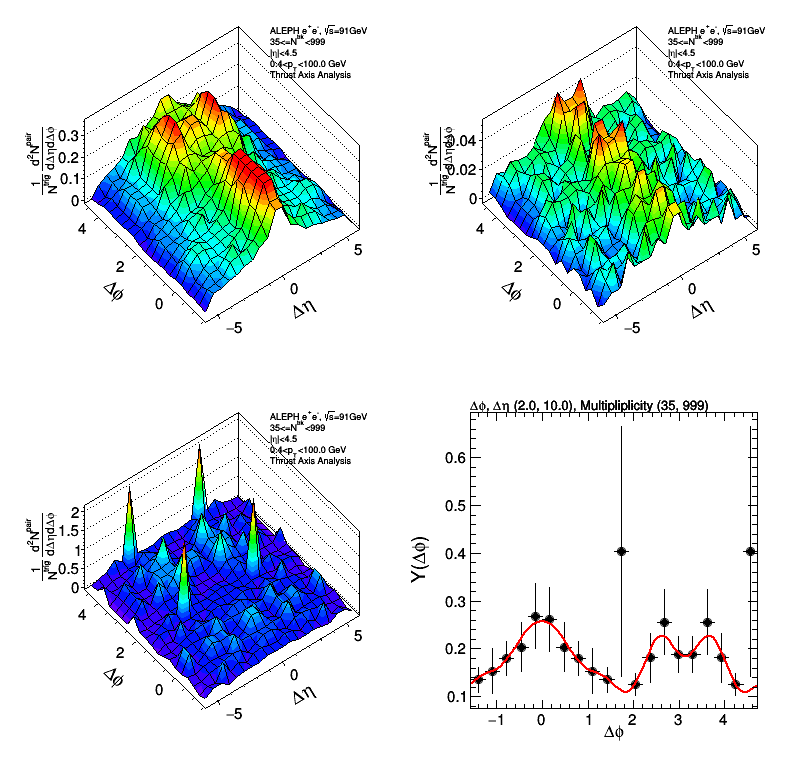 ALEPH e⁺e⁻, √s=91GeV
35<=N^trk<999
|η|<4.5
0.4<p_T<100.0 GeV
Thrust Axis Analysis
1/N^trig d²N^pair/dΔηdΔφ
0.3
0.2
0.1
0
4
2
0
Δφ
−5
0
5
Δη
ALEPH e⁺e⁻, √s=91GeV
35<=N^trk<999
|η|<4.5
0.4<p_T<100.0 GeV
Thrust Axis Analysis
1/N^trig d²N^pair/dΔηdΔφ
0.04
0.02
0
4
2
0
Δφ
−5
0
5
Δη
ALEPH e⁺e⁻, √s=91GeV
35<=N^trk<999
|η|<4.5
0.4<p_T<100.0 GeV
Thrust Axis Analysis
1/N^trig d²N^pair/dΔηdΔφ
2
1.5
1
0.5
0
4
2
0
Δφ
−5
0
5
Δη
Δφ, Δη (2.0, 10.0), Multipliplicity (35, 999)
Y(Δφ)
0.6
0.5
0.4
0.3
0.2
0.1
−1 0 1 2 3 4
Δφ